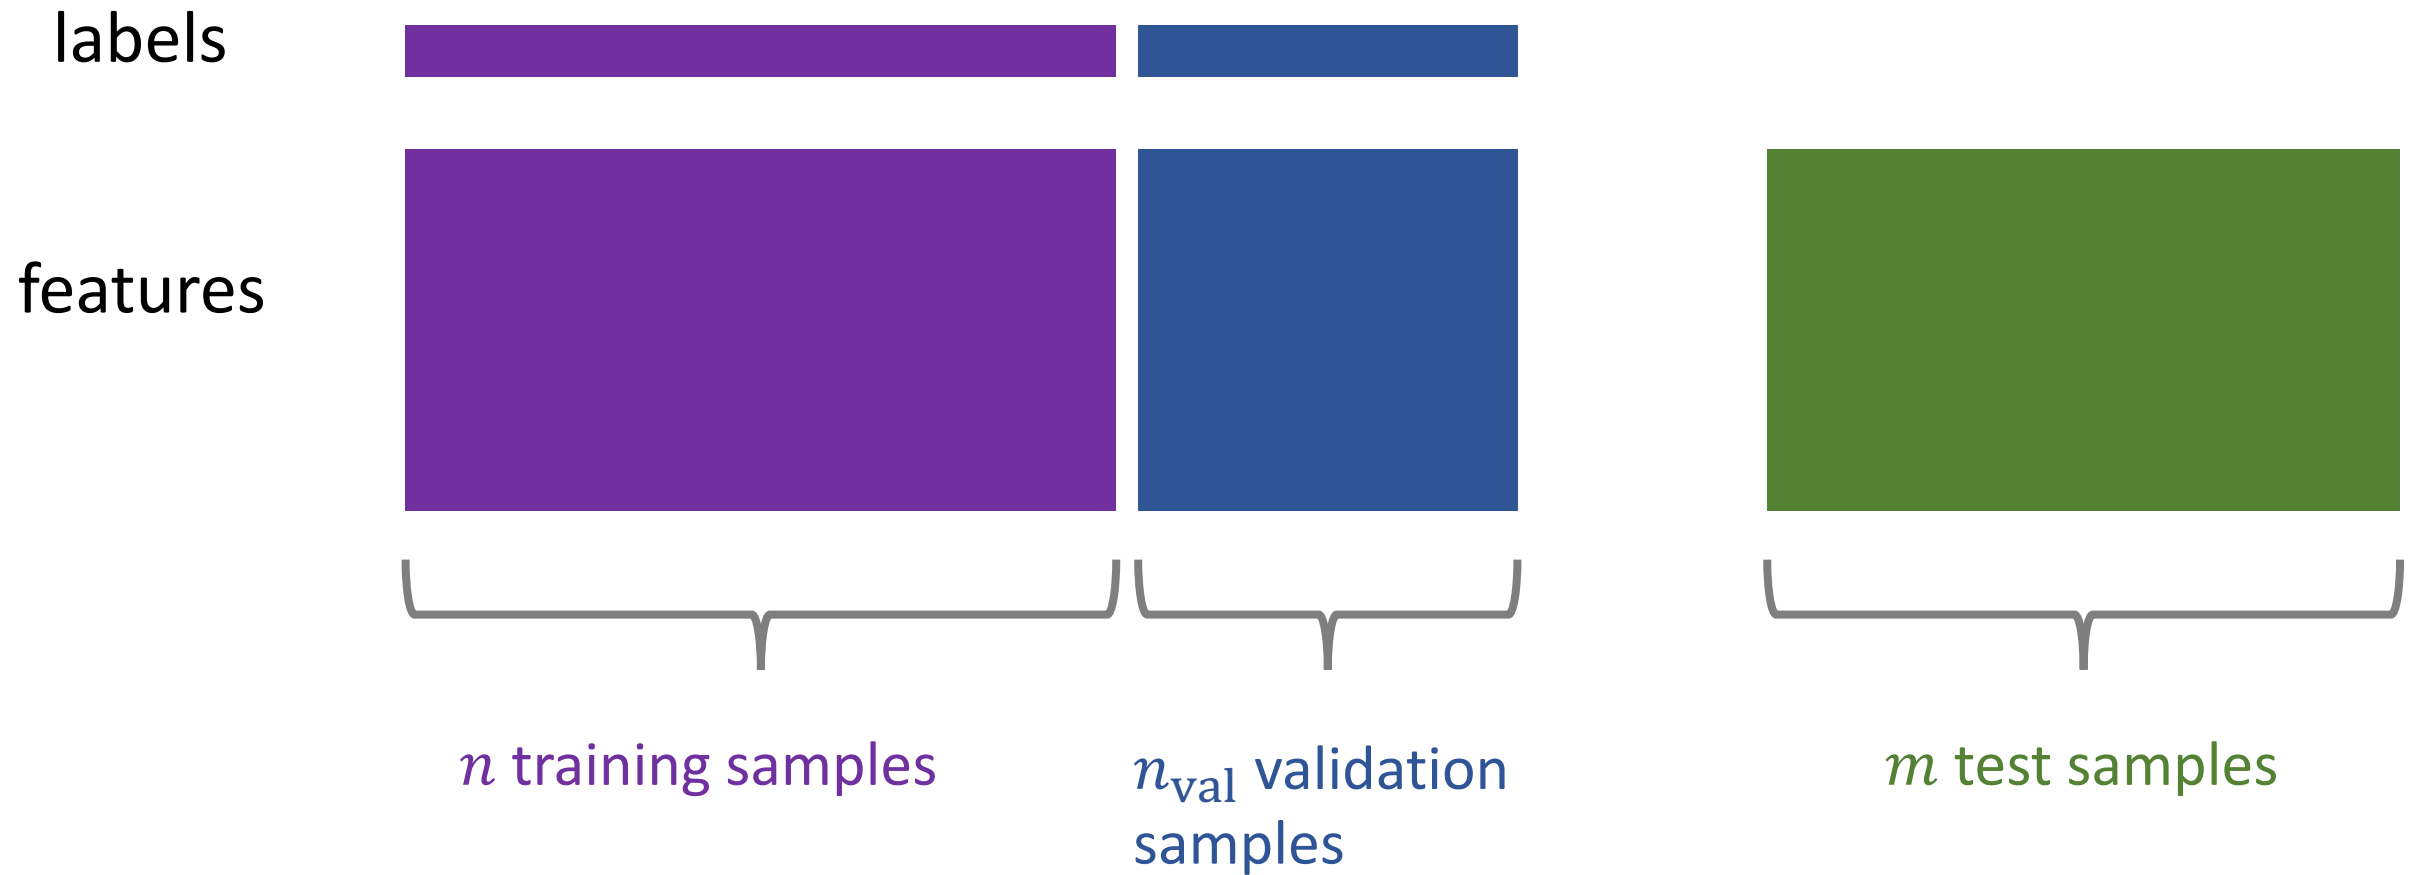 labels
features
n training samples
n_val validation
samples
m test samples